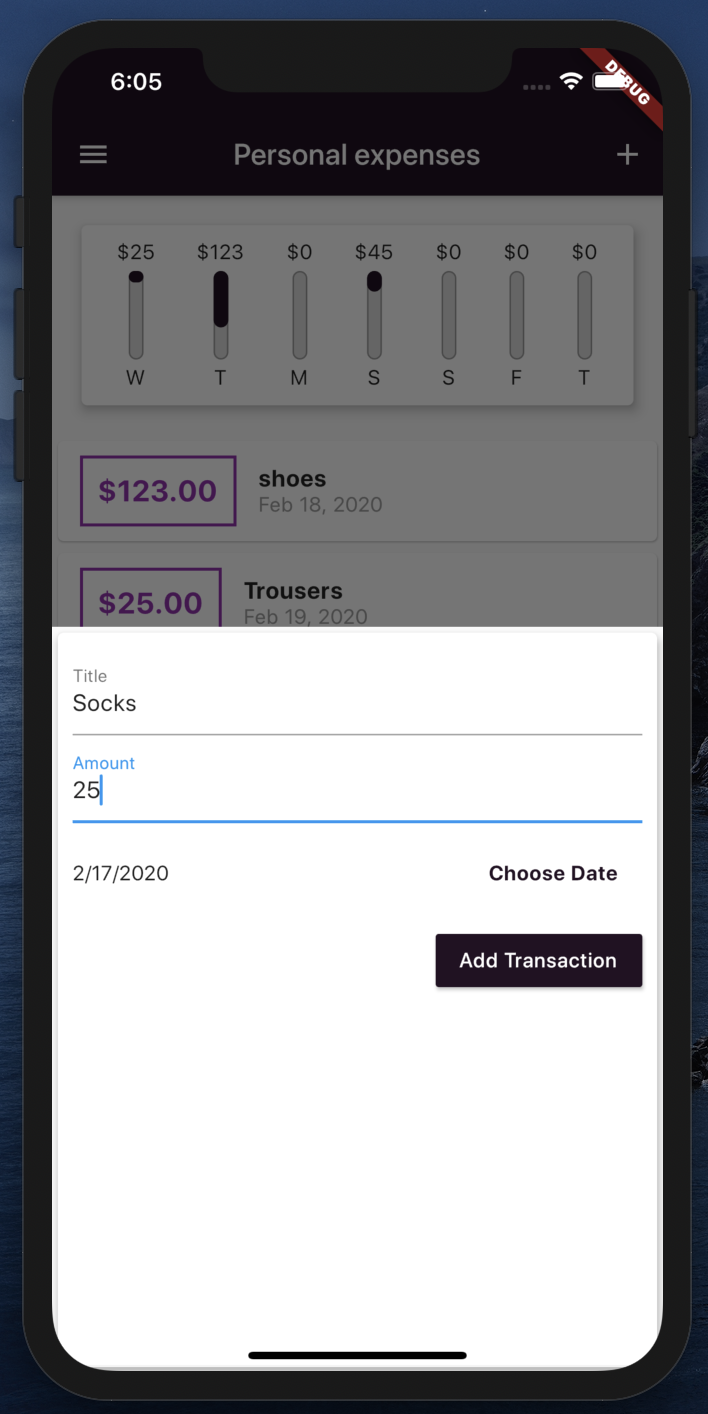 6:05
DEBUG
Personal expenses
$25 $123 $0 $45 $0 $0 $0
W T M S S F T
$123.00
shoes
Feb 18, 2020
$25.00
Trousers
Feb 19, 2020
Title
Socks
Amount
25
2/17/2020 Choose Date
Add Transaction